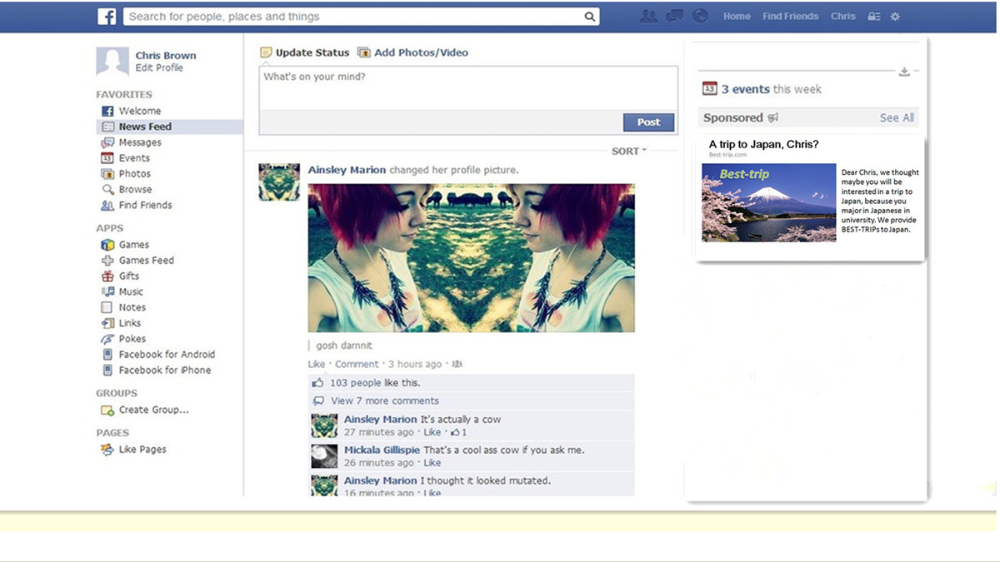 f Search for people, places and things Home Find Friends Chris
Chris Brown
Edit Profile
FAVORITES
Welcome
News Feed
Messages
13 Events
Photos
Browse
Find Friends
APPS
Games
Games Feed
Gifts
Music
Notes
Links
Pokes
Facebook for Android
Facebook for iPhone
GROUPS
Create Group...
PAGES
Like Pages
Update Status Add Photos/Video
What's on your mind?
Post
SORT
Ainsley Marion changed her profile picture.
gosh darnnit
Like · Comment · 3 hours ago ·
103 people like this.
View 7 more comments
Ainsley Marion It's actually a cow
27 minutes ago · Like · 1
Mickala Gillispie That's a cool ass cow if you ask me.
26 minutes ago · Like
Ainsley Marion I thought it looked mutated.
16 minutes ago · Like
13 3 events this week
Sponsored See All
A trip to Japan, Chris?
Best-trip.com
Best-trip
Dear Chris, we thought
maybe you will be
interested in a trip to
Japan, because you
major in Japanese in
university. We provide
BEST-TRIPs to Japan.